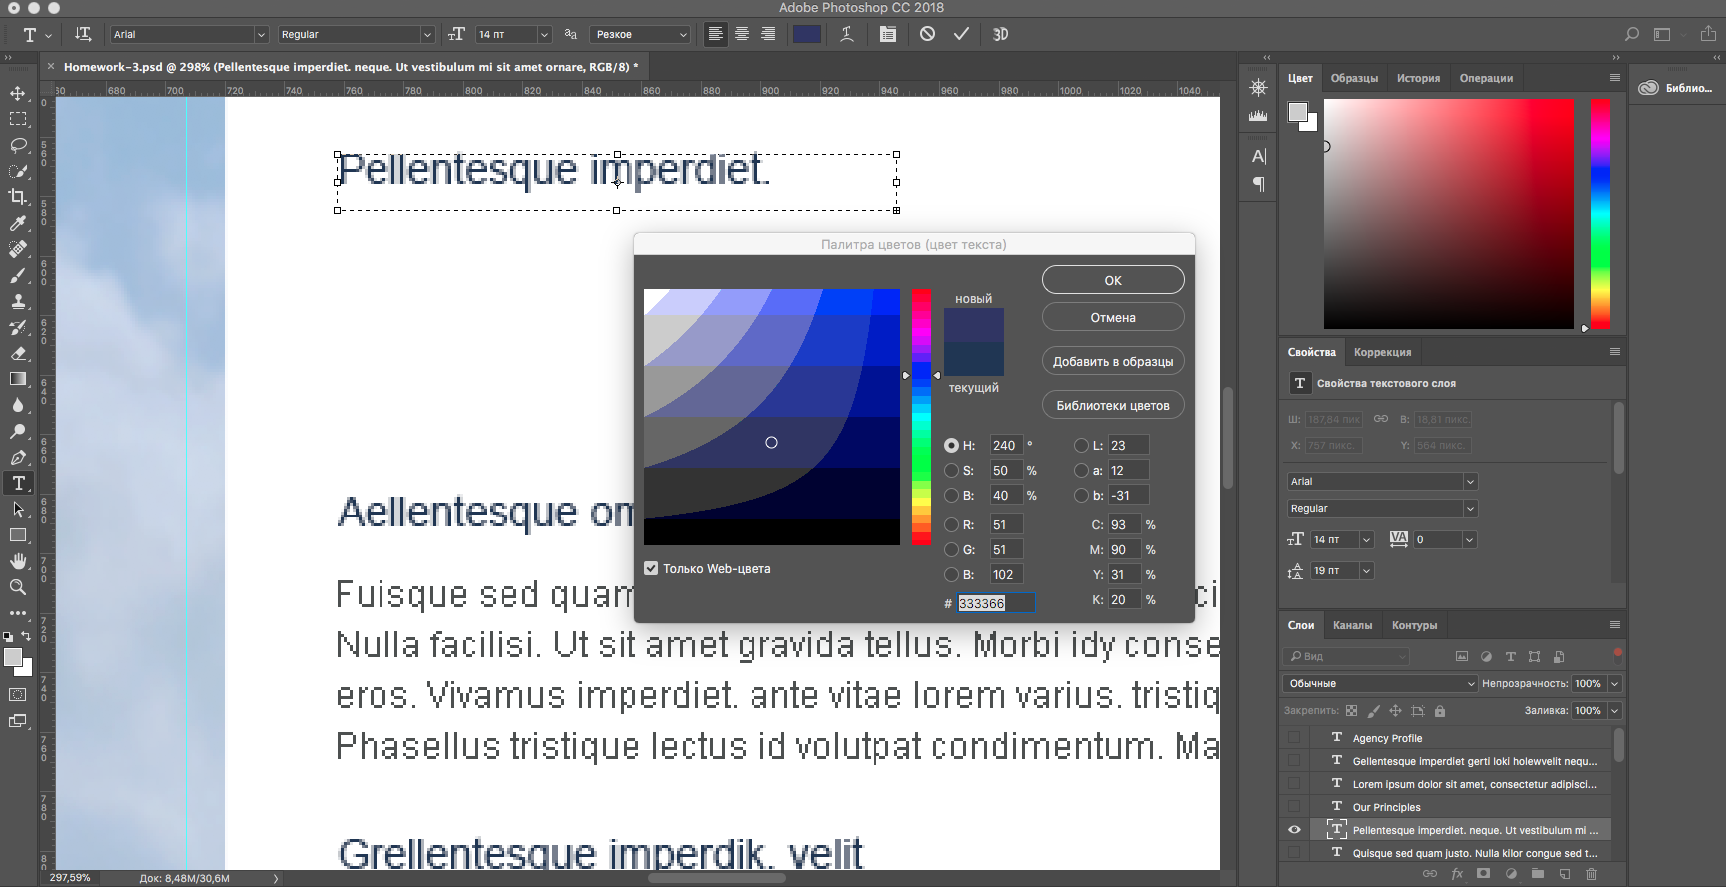 Adobe Photoshop CC 2018
Arial
Regular
14 пт
aа
Резкое
3D
Homework-3.psd @ 298% (Pellentesque imperdiet. neque. Ut vestibulum mi sit amet ornare, RGB/8) *
680 700 720 740 760 780 800 820 840 860 880 900 920 940 960 980 1000 1020 1040
Pellentesque imperdiet.
Aellentesque
Fuisque sed quam
Nulla facilisi. Ut sit amet gravida tellus. Morbi idy conse
eros. Vivamus imperdiet. ante vitae lorem varius. tristiq
Phasellus tristique lectus id volutpat condimentum. Ma
Grellentesque imperdik. velit
297,59%
Док: 8,48M/30,6M
Палитра цветов (цвет текста)
новый
текущий
OK
Отмена
Добавить в образцы
Библиотеки цветов
H: 240 °
S: 50 %
B: 40 %
R: 51
G: 51
B: 102
# 333366
L: 23
a: 12
b: -31
C: 93 %
M: 90 %
Y: 31 %
K: 20 %
Только Web-цвета
Цвет
Образцы
История
Операции
Библио...
Свойства
Коррекция
Свойства текстового слоя
Ш: 187,84 пик
В: 18,81 пикс.
X: 757 пикс.
Y: 564 пикс.
Arial
Regular
14 пт
VA 0
19 пт
Слои
Каналы
Контуры
Вид
Обычные
Непрозрачность: 100%
Закрепить:
Заливка: 100%
Agency Profile
Gellentesque imperdiet gerti loki holewvelit nequ...
Lorem ipsum dolor sit amet, consectetur adipisci...
Our Principles
Pellentesque imperdiet. neque. Ut vestibulum mi ...
Quisque sed quam justo. Nulla kilor congue sed t...
fx